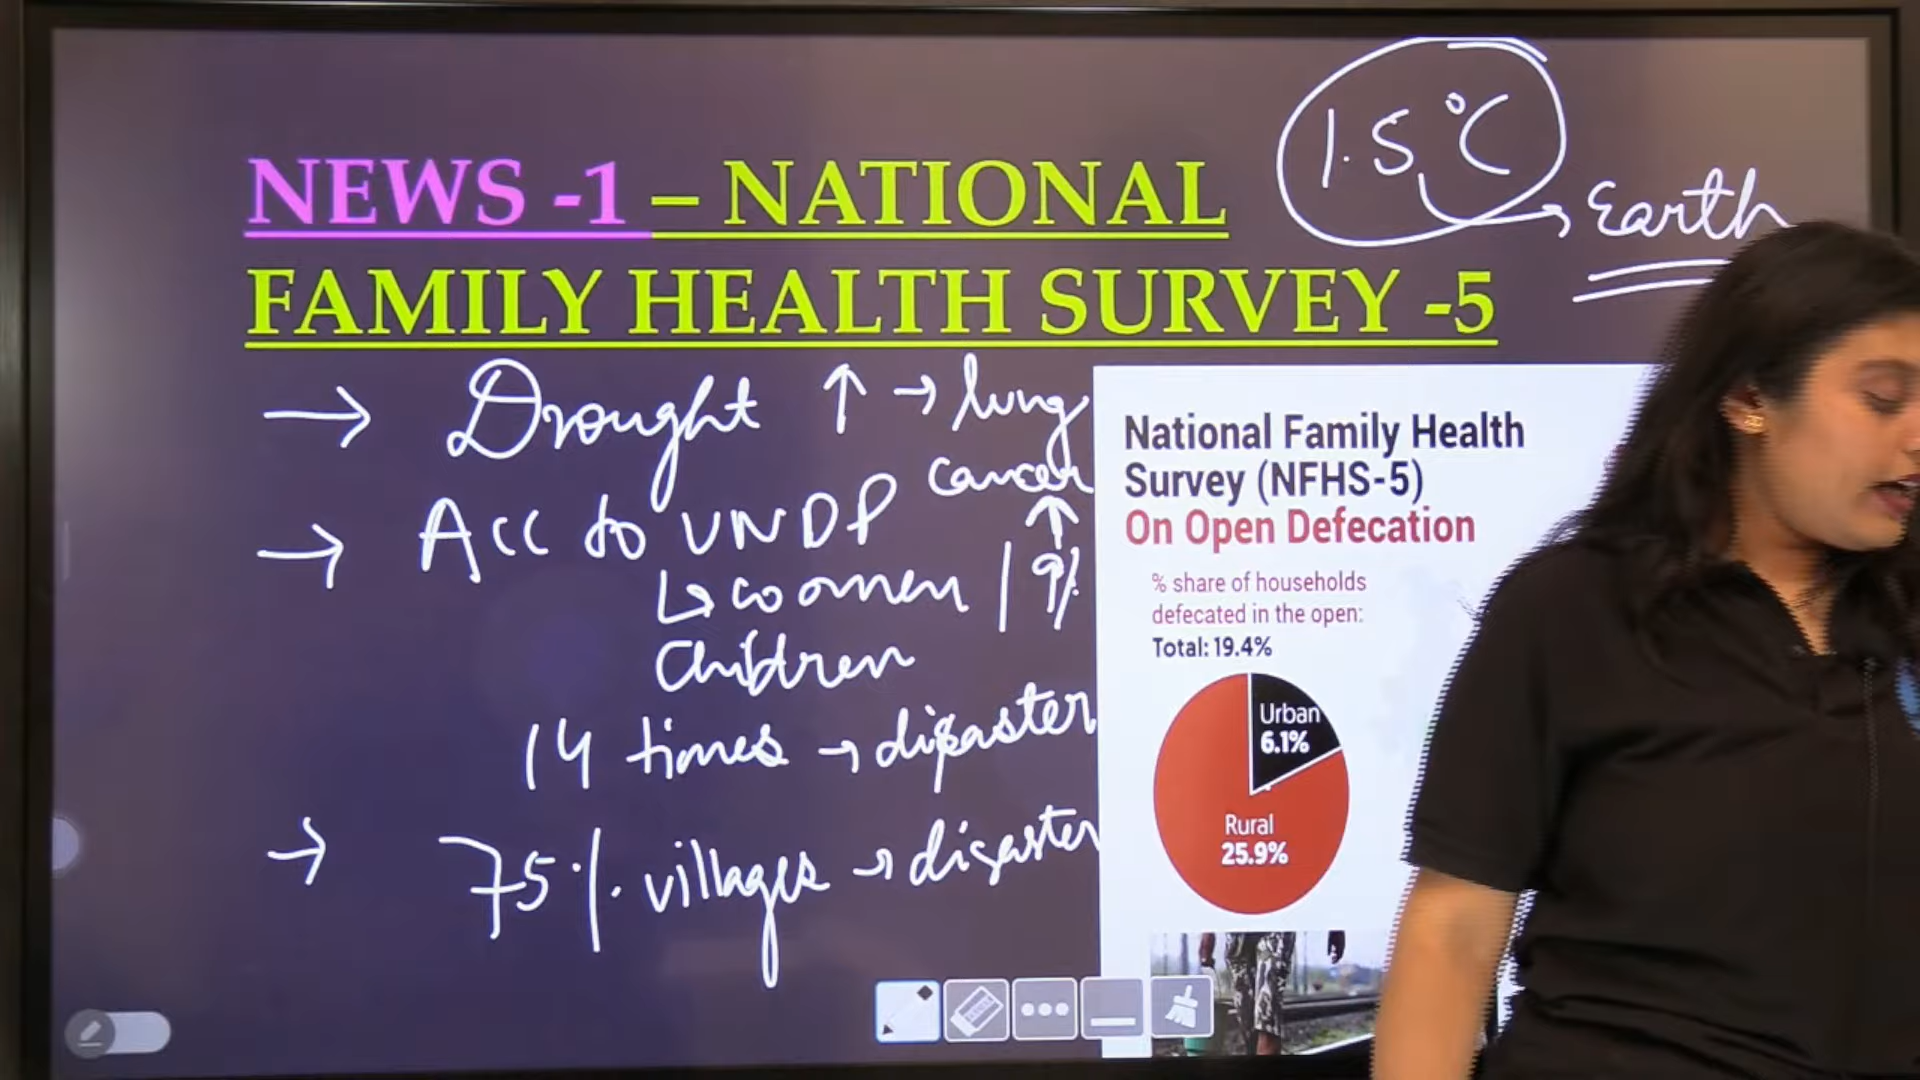 1.5°C
→ Earth
NEWS -1 – NATIONAL
FAMILY HEALTH SURVEY -5
→ Drought ↑ → lung
cancer
↑
→ Acc to UNDP
↳ women 19%
Children
14 times → disaster
→ 75% villages → disaster
National Family Health
Survey (NFHS-5)
On Open Defecation
% share of households
defecated in the open:
Total: 19.4%
Urban
6.1%
Rural
25.9%